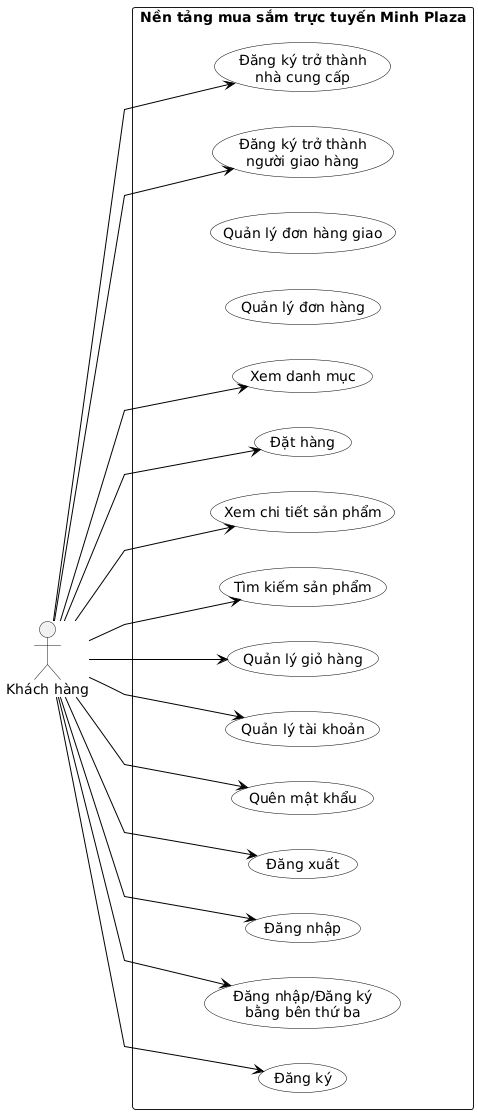 Nền tảng mua sắm trực tuyến Minh Plaza
Đăng ký trở thành
nhà cung cấp
Đăng ký trở thành
người giao hàng
Quản lý đơn hàng giao
Quản lý đơn hàng
Xem danh mục
Đặt hàng
Xem chi tiết sản phẩm
Tìm kiếm sản phẩm
Quản lý giỏ hàng
Khách hàng
Quản lý tài khoản
Quên mật khẩu
Đăng xuất
Đăng nhập
Đăng nhập/Đăng ký
bằng bên thứ ba
Đăng ký